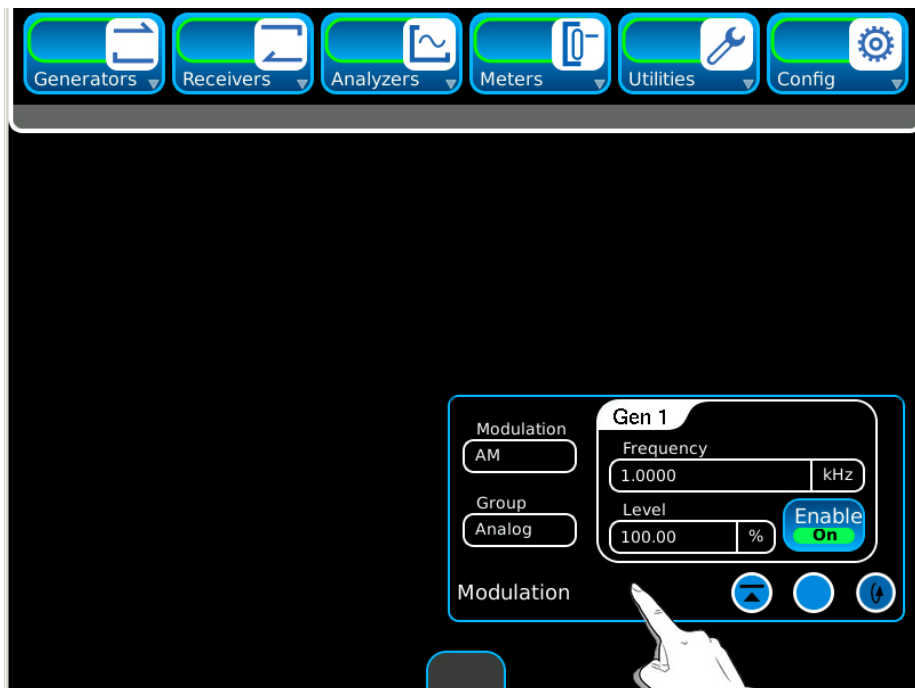 Generators Receivers Analyzers Meters Utilities Config
Gen 1
Modulation
AM
Frequency
1.0000 kHz
Group
Analog
Level
100.00 %
Enable
On
Modulation